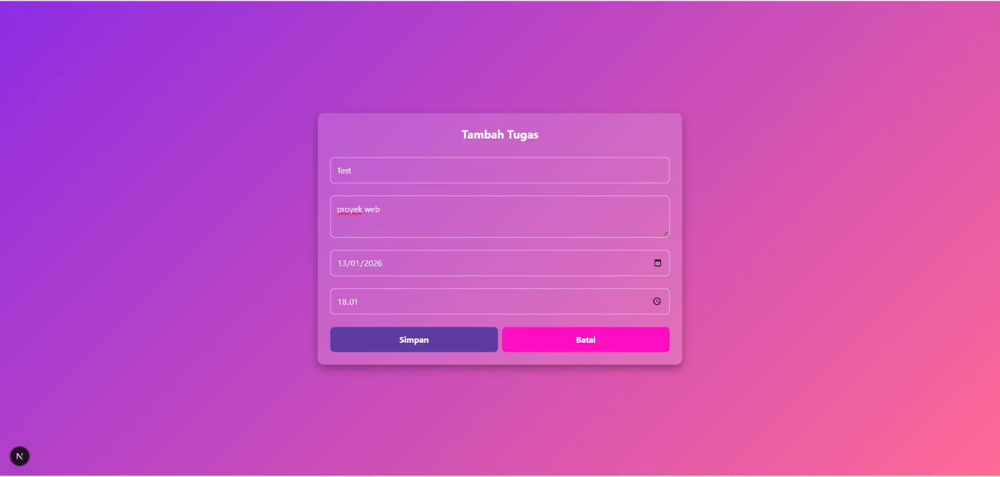 Tambah Tugas
Test
proyek web
13/01/2026
18.01
Simpan
Batal
N